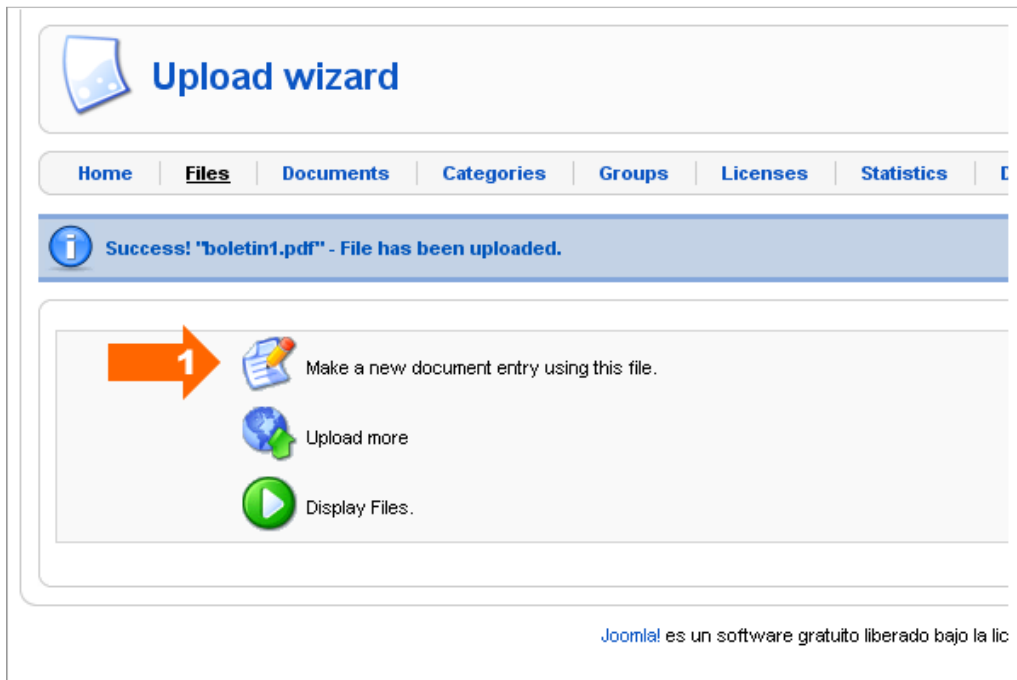 Upload wizard
Home Files Documents Categories Groups Licenses Statistics
Success! "boletin1.pdf" - File has been uploaded.
1
Make a new document entry using this file.
Upload more
Display Files.
Joomla! es un software gratuito liberado bajo la lic